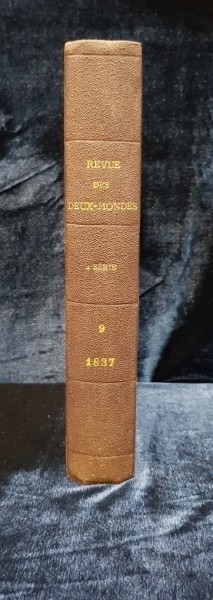 REVUE
DES
DEUX-MONDES
4 SÉRIE
9
1837